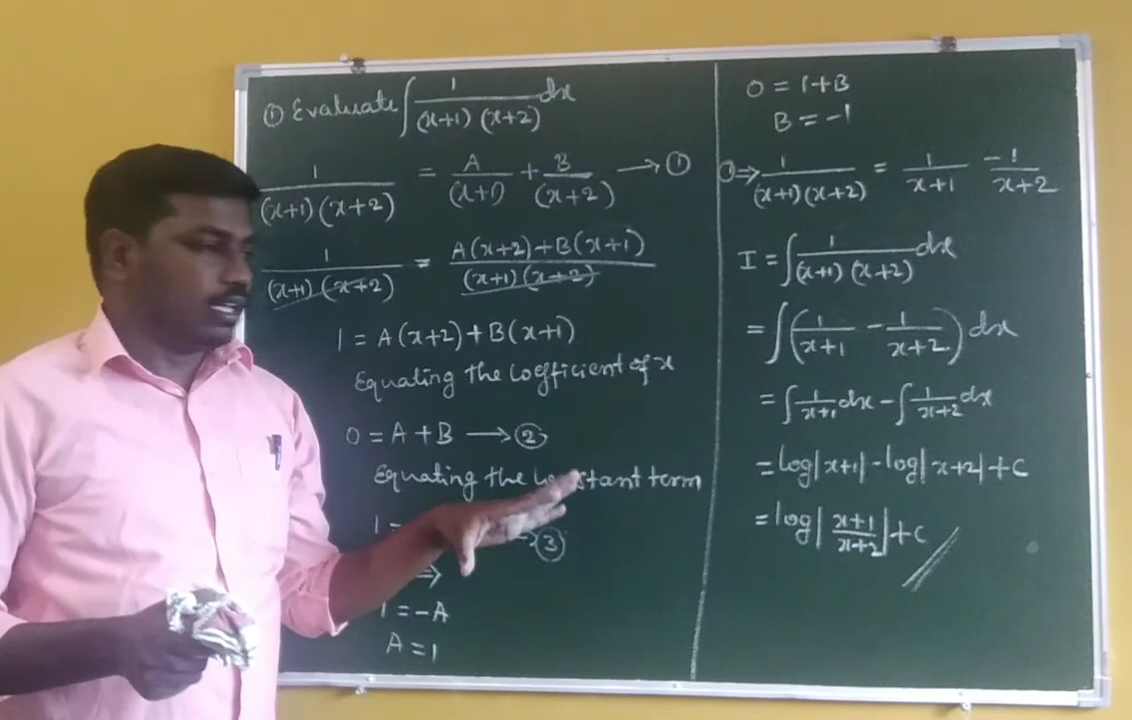 ① Evaluate ∫ 1/((x+1)(x+2)) dx
1/((x+1)(x+2)) = A/(x+1) + B/(x+2) → ①
1/((x+1)(x+2)) = (A(x+2)+B(x+1))/((x+1)(x+2))
1 = A(x+2)+B(x+1)
Equating the coefficient of x
0 = A + B → ②
Equating the constant term
1 =
→ ③
⇒
1 = -A
A = 1
0 = 1+B
B = -1
① ⇒ 1/((x+1)(x+2)) = 1/(x+1) -1/(x+2)
I = ∫ 1/((x+1)(x+2)) dx
= ∫ (1/(x+1) - 1/(x+2)) dx
= ∫ 1/(x+1) dx - ∫ 1/(x+2) dx
= log|x+1| - log|x+2| + c
= log|(x+1)/(x+2)| + c